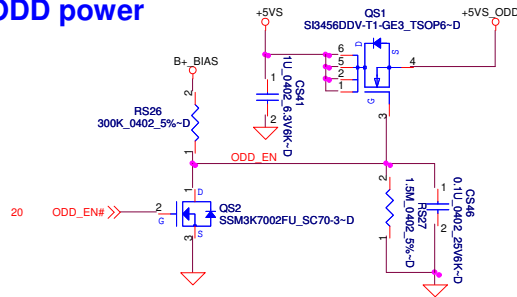 ODD power
+5VS
QS1
SI3456DDV-T1-GE3_TSOP6~D
+5VS_ODD
D
S
6
5
2
1
4
G
3
1
CS41
1U_0402_6.3V6K~D
2
B+_BIAS
2
RS26
300K_0402_5%~D
1
ODD_EN
20 ODD_EN#
2
G
1
D
QS2
SSM3K7002FU_SC70-3~D
S
3
2
RS27
1.5M_0402_5%~D
1
1
CS46
0.1U_0402_25V6K~D
2